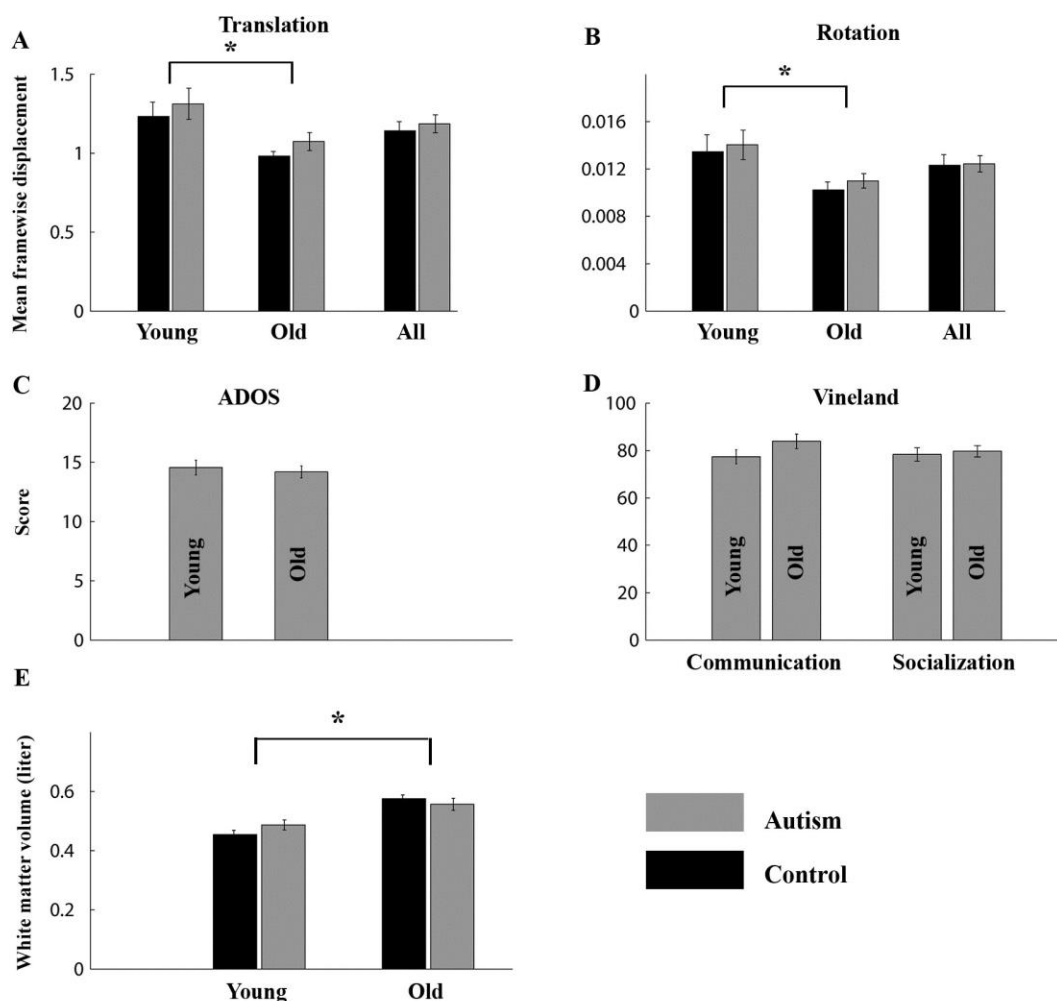 A
Translation
*
Mean framewise displacement
1.5
1
0.5
0
Young Old All
B
Rotation
*
0.016
0.012
0.008
0.004
0
Young Old All
C
ADOS
Score
20
15
10
5
0
Young
Old
D
Vineland
100
80
60
40
20
0
Young
Old
Young
Old
Communication Socialization
E
*
White matter volume (liter)
0.6
0.4
0.2
0
Young Old
Autism
Control